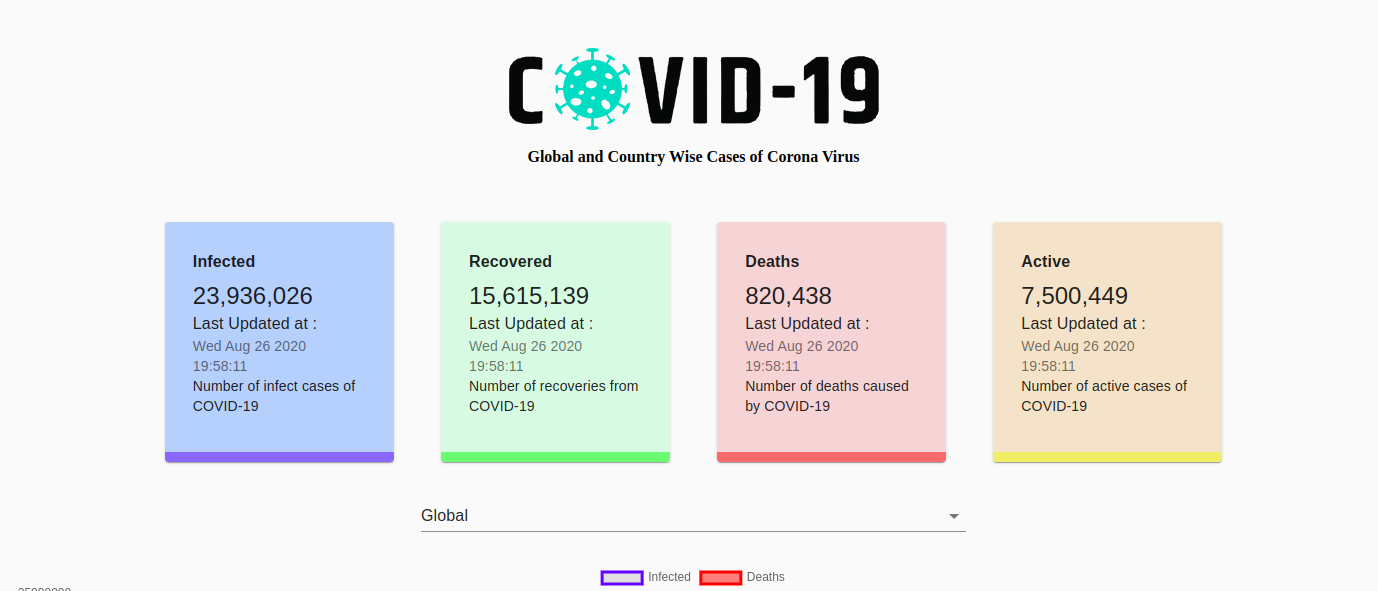 COVID-19
Global and Country Wise Cases of Corona Virus
Infected
23,936,026
Last Updated at :
Wed Aug 26 2020
19:58:11
Number of infect cases of
COVID-19
Recovered
15,615,139
Last Updated at :
Wed Aug 26 2020
19:58:11
Number of recoveries from
COVID-19
Deaths
820,438
Last Updated at :
Wed Aug 26 2020
19:58:11
Number of deaths caused
by COVID-19
Active
7,500,449
Last Updated at :
Wed Aug 26 2020
19:58:11
Number of active cases of
COVID-19
Global
Infected Deaths